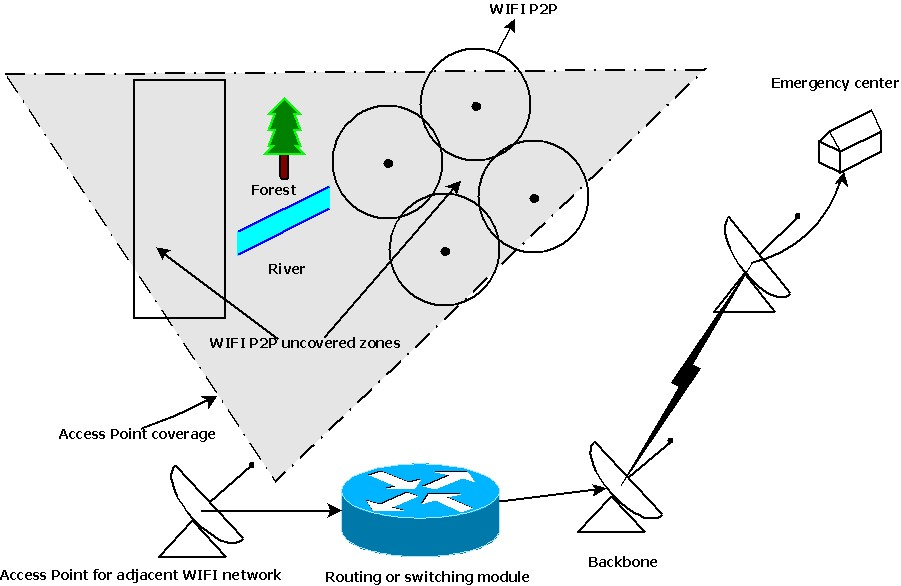 WIFI P2P
Emergency center
Forest
River
WIFI P2P uncovered zones
Access Point coverage
Access Point for adjacent WIFI network
Routing or switching module
Backbone